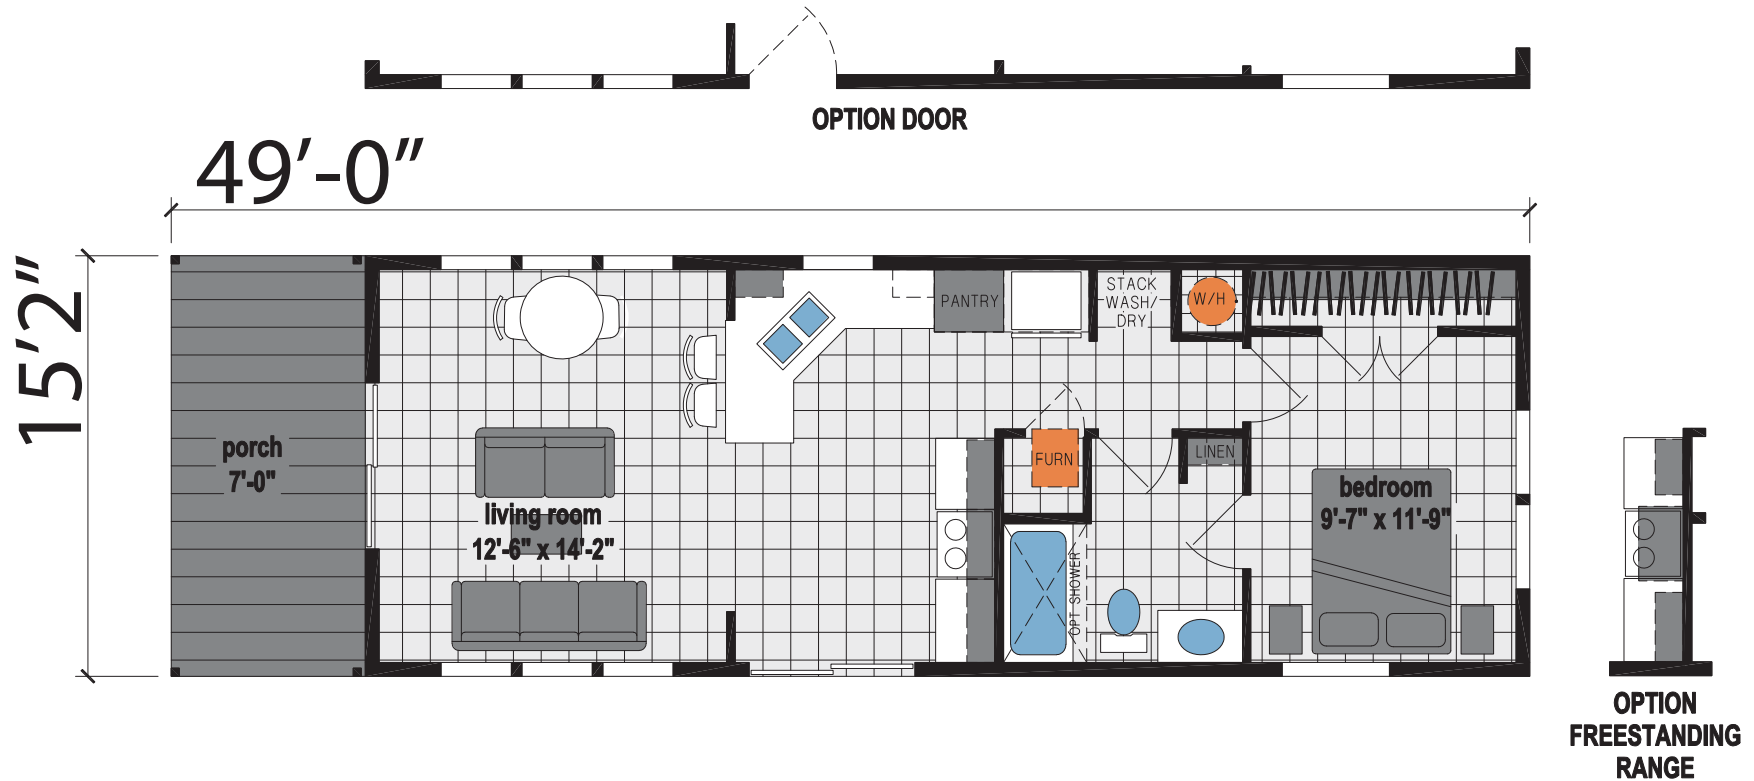 OPTION DOOR
49’-0”
15’2”
PANTRY
STACK
WASH/
DRY
W/H
porch
7'-0"
living room
12'-6" x 14'-2"
FURN
LINEN
OPT SHOWER
bedroom
9'-7" x 11'-9"
OPTION
FREESTANDING
RANGE